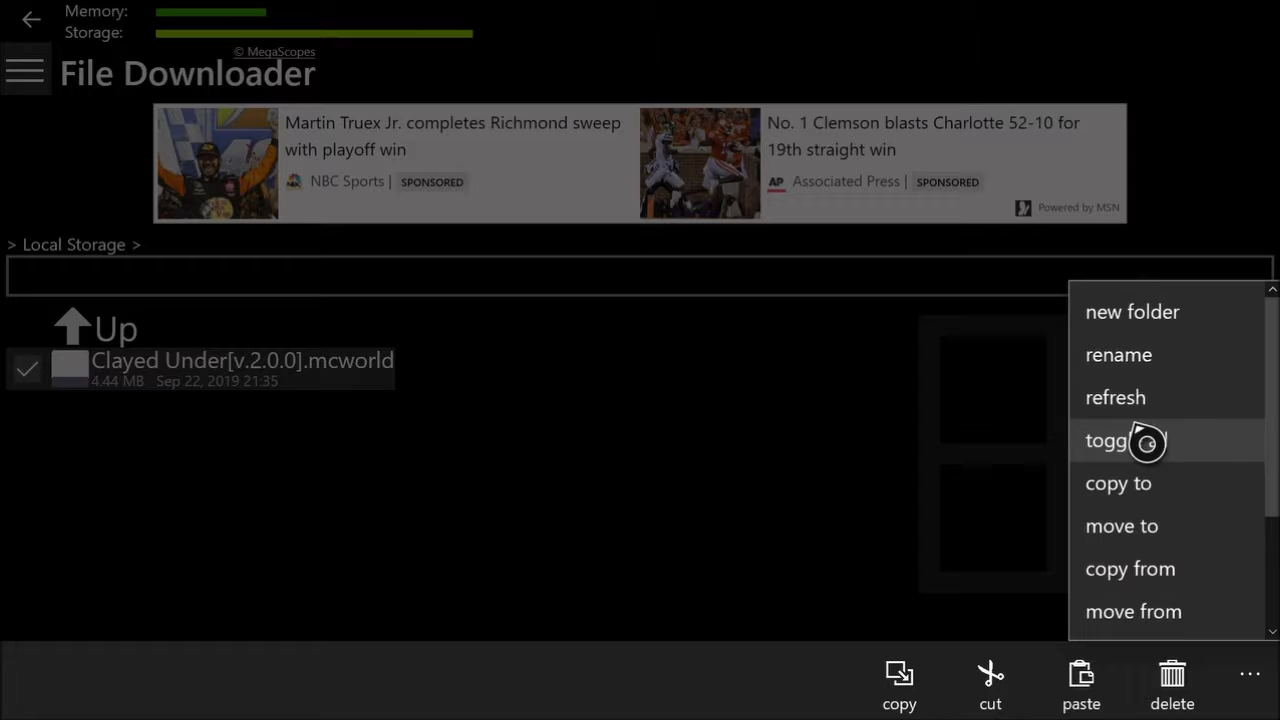 Memory:
Storage:
© MegaScopes
File Downloader
Martin Truex Jr. completes Richmond sweep
with playoff win
NBC Sports | SPONSORED
No. 1 Clemson blasts Charlotte 52-10 for
19th straight win
AP Associated Press | SPONSORED
Powered by MSN
> Local Storage >
Up
Clayed Under[v.2.0.0].mcworld
4.44 MB Sep 22, 2019 21:35
new folder
rename
refresh
copy to
move to
copy from
move from
copy
cut
paste
delete